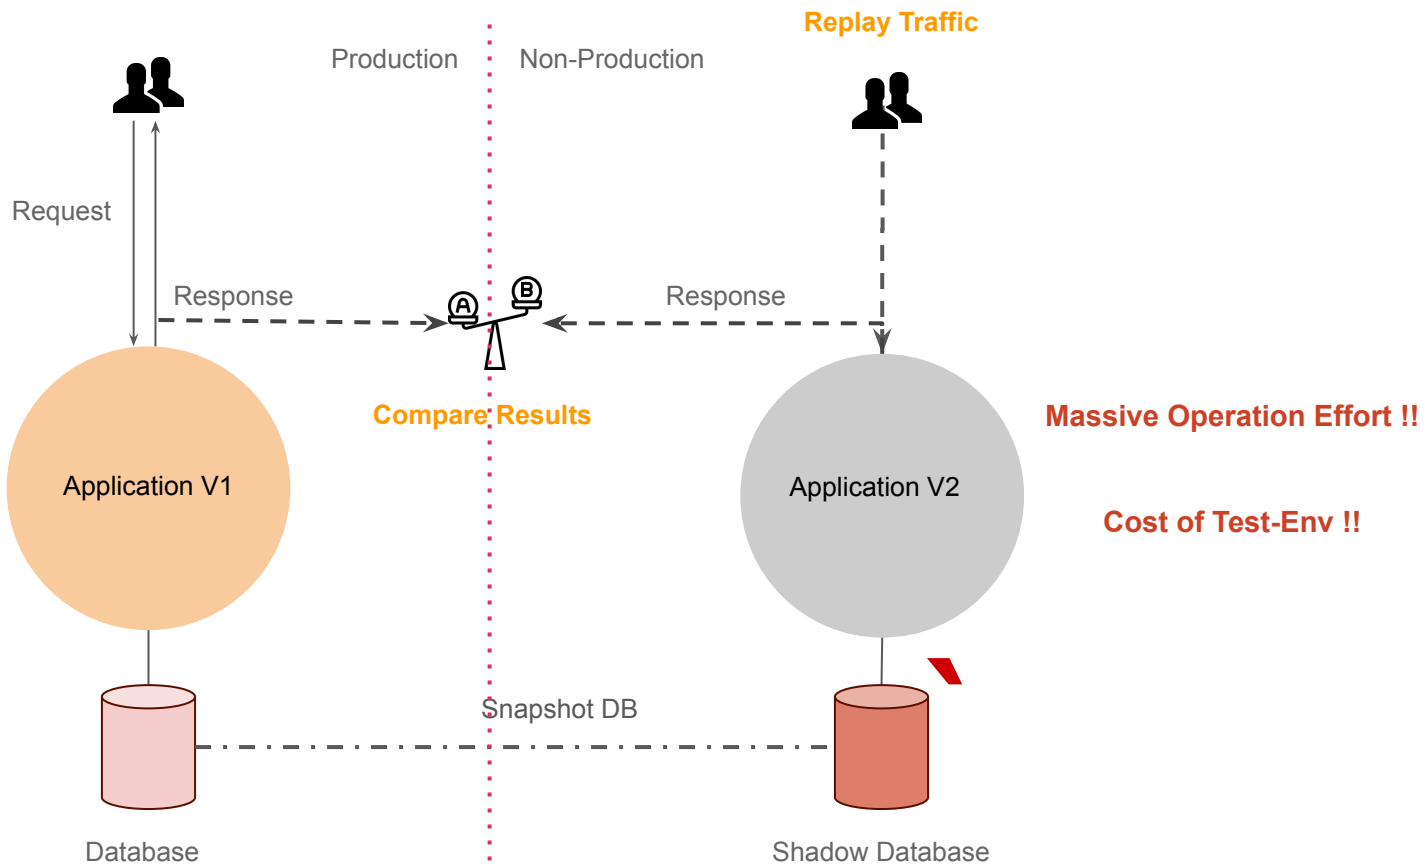 Replay Traffic
Production
Non-Production
Request
Response
A
B
Response
Compare Results
Massive Operation Effort !!
Application V1
Application V2
Cost of Test-Env !!
Snapshot DB
Database
Shadow Database